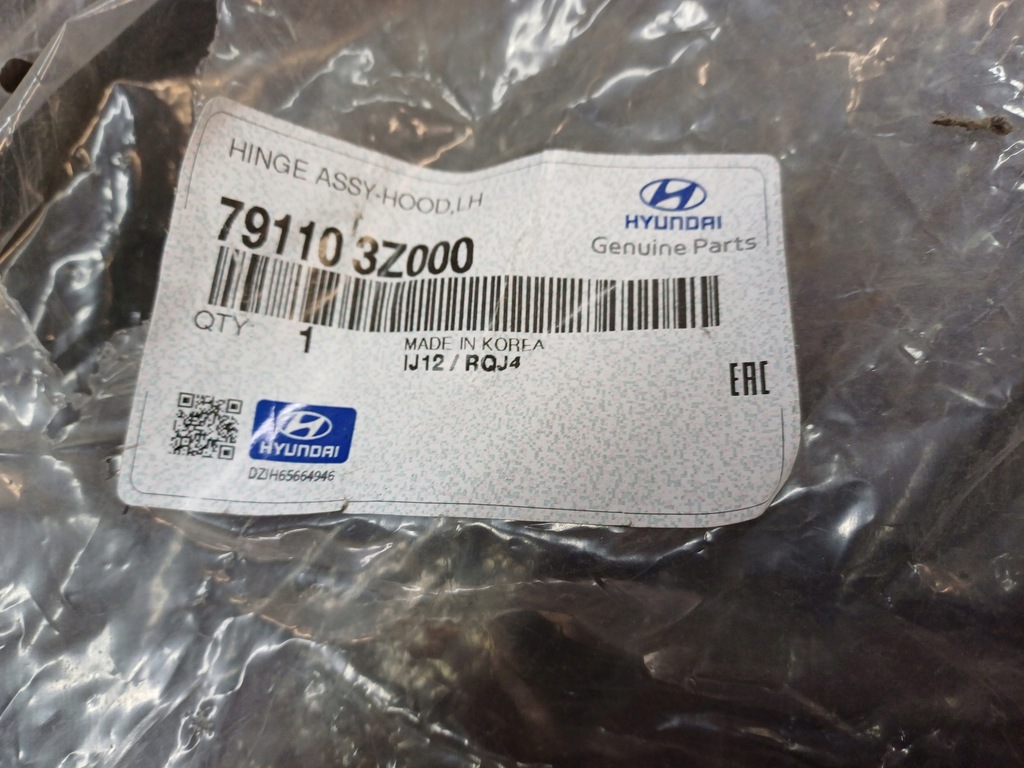 HINGE ASSY-HOOD,LH
79110 3Z000
HYUNDAI
Genuine Parts
QTY 1
MADE IN KOREA
IJ12 / RQJ4
EAC
HYUNDAI
DZIH65664946